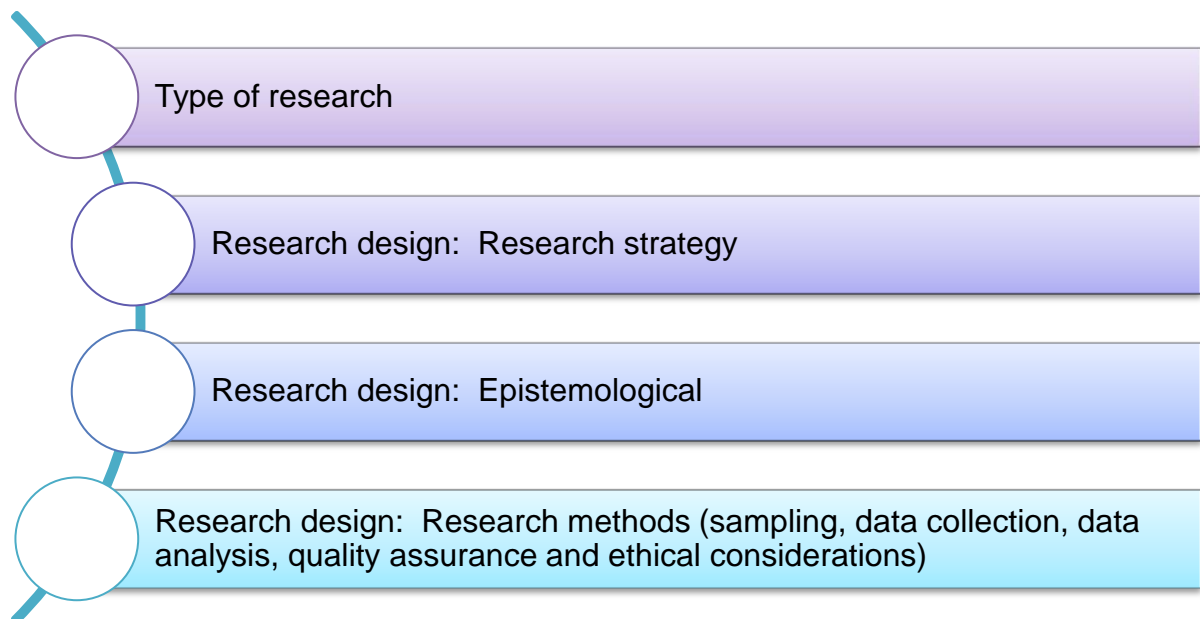 Type of research
Research design:  Research strategy
Research design:  Epistemological
Research design:  Research methods (sampling, data collection, data
analysis, quality assurance and ethical considerations)